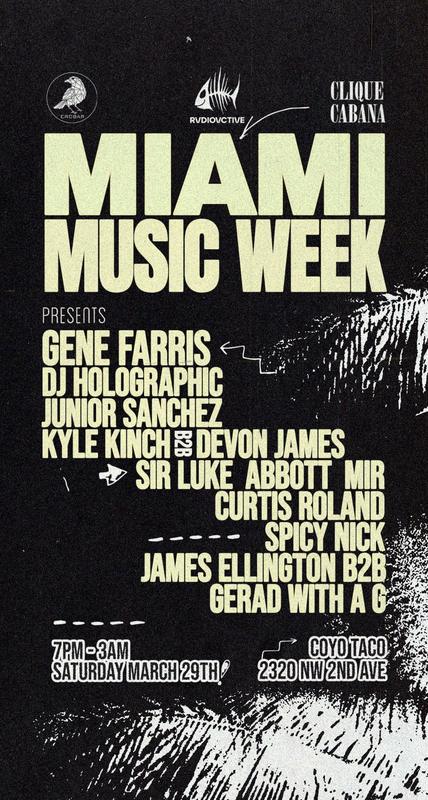 CROBAR
RVDIOVCTIVE
CLIQUE
CABANA
MIAMI
MUSIC WEEK
PRESENTS
GENE FARRIS
DJ HOLOGRAPHIC
JUNIOR SANCHEZ
KYLE KINCH B2B DEVON JAMES
SIR LUKE ABBOTT MIR
CURTIS ROLAND
SPICY NICK
JAMES ELLINGTON B2B
GERAD WITH A G
7PM - 3AM
SATURDAY MARCH 29TH
COYO TACO
2320 NW 2ND AVE